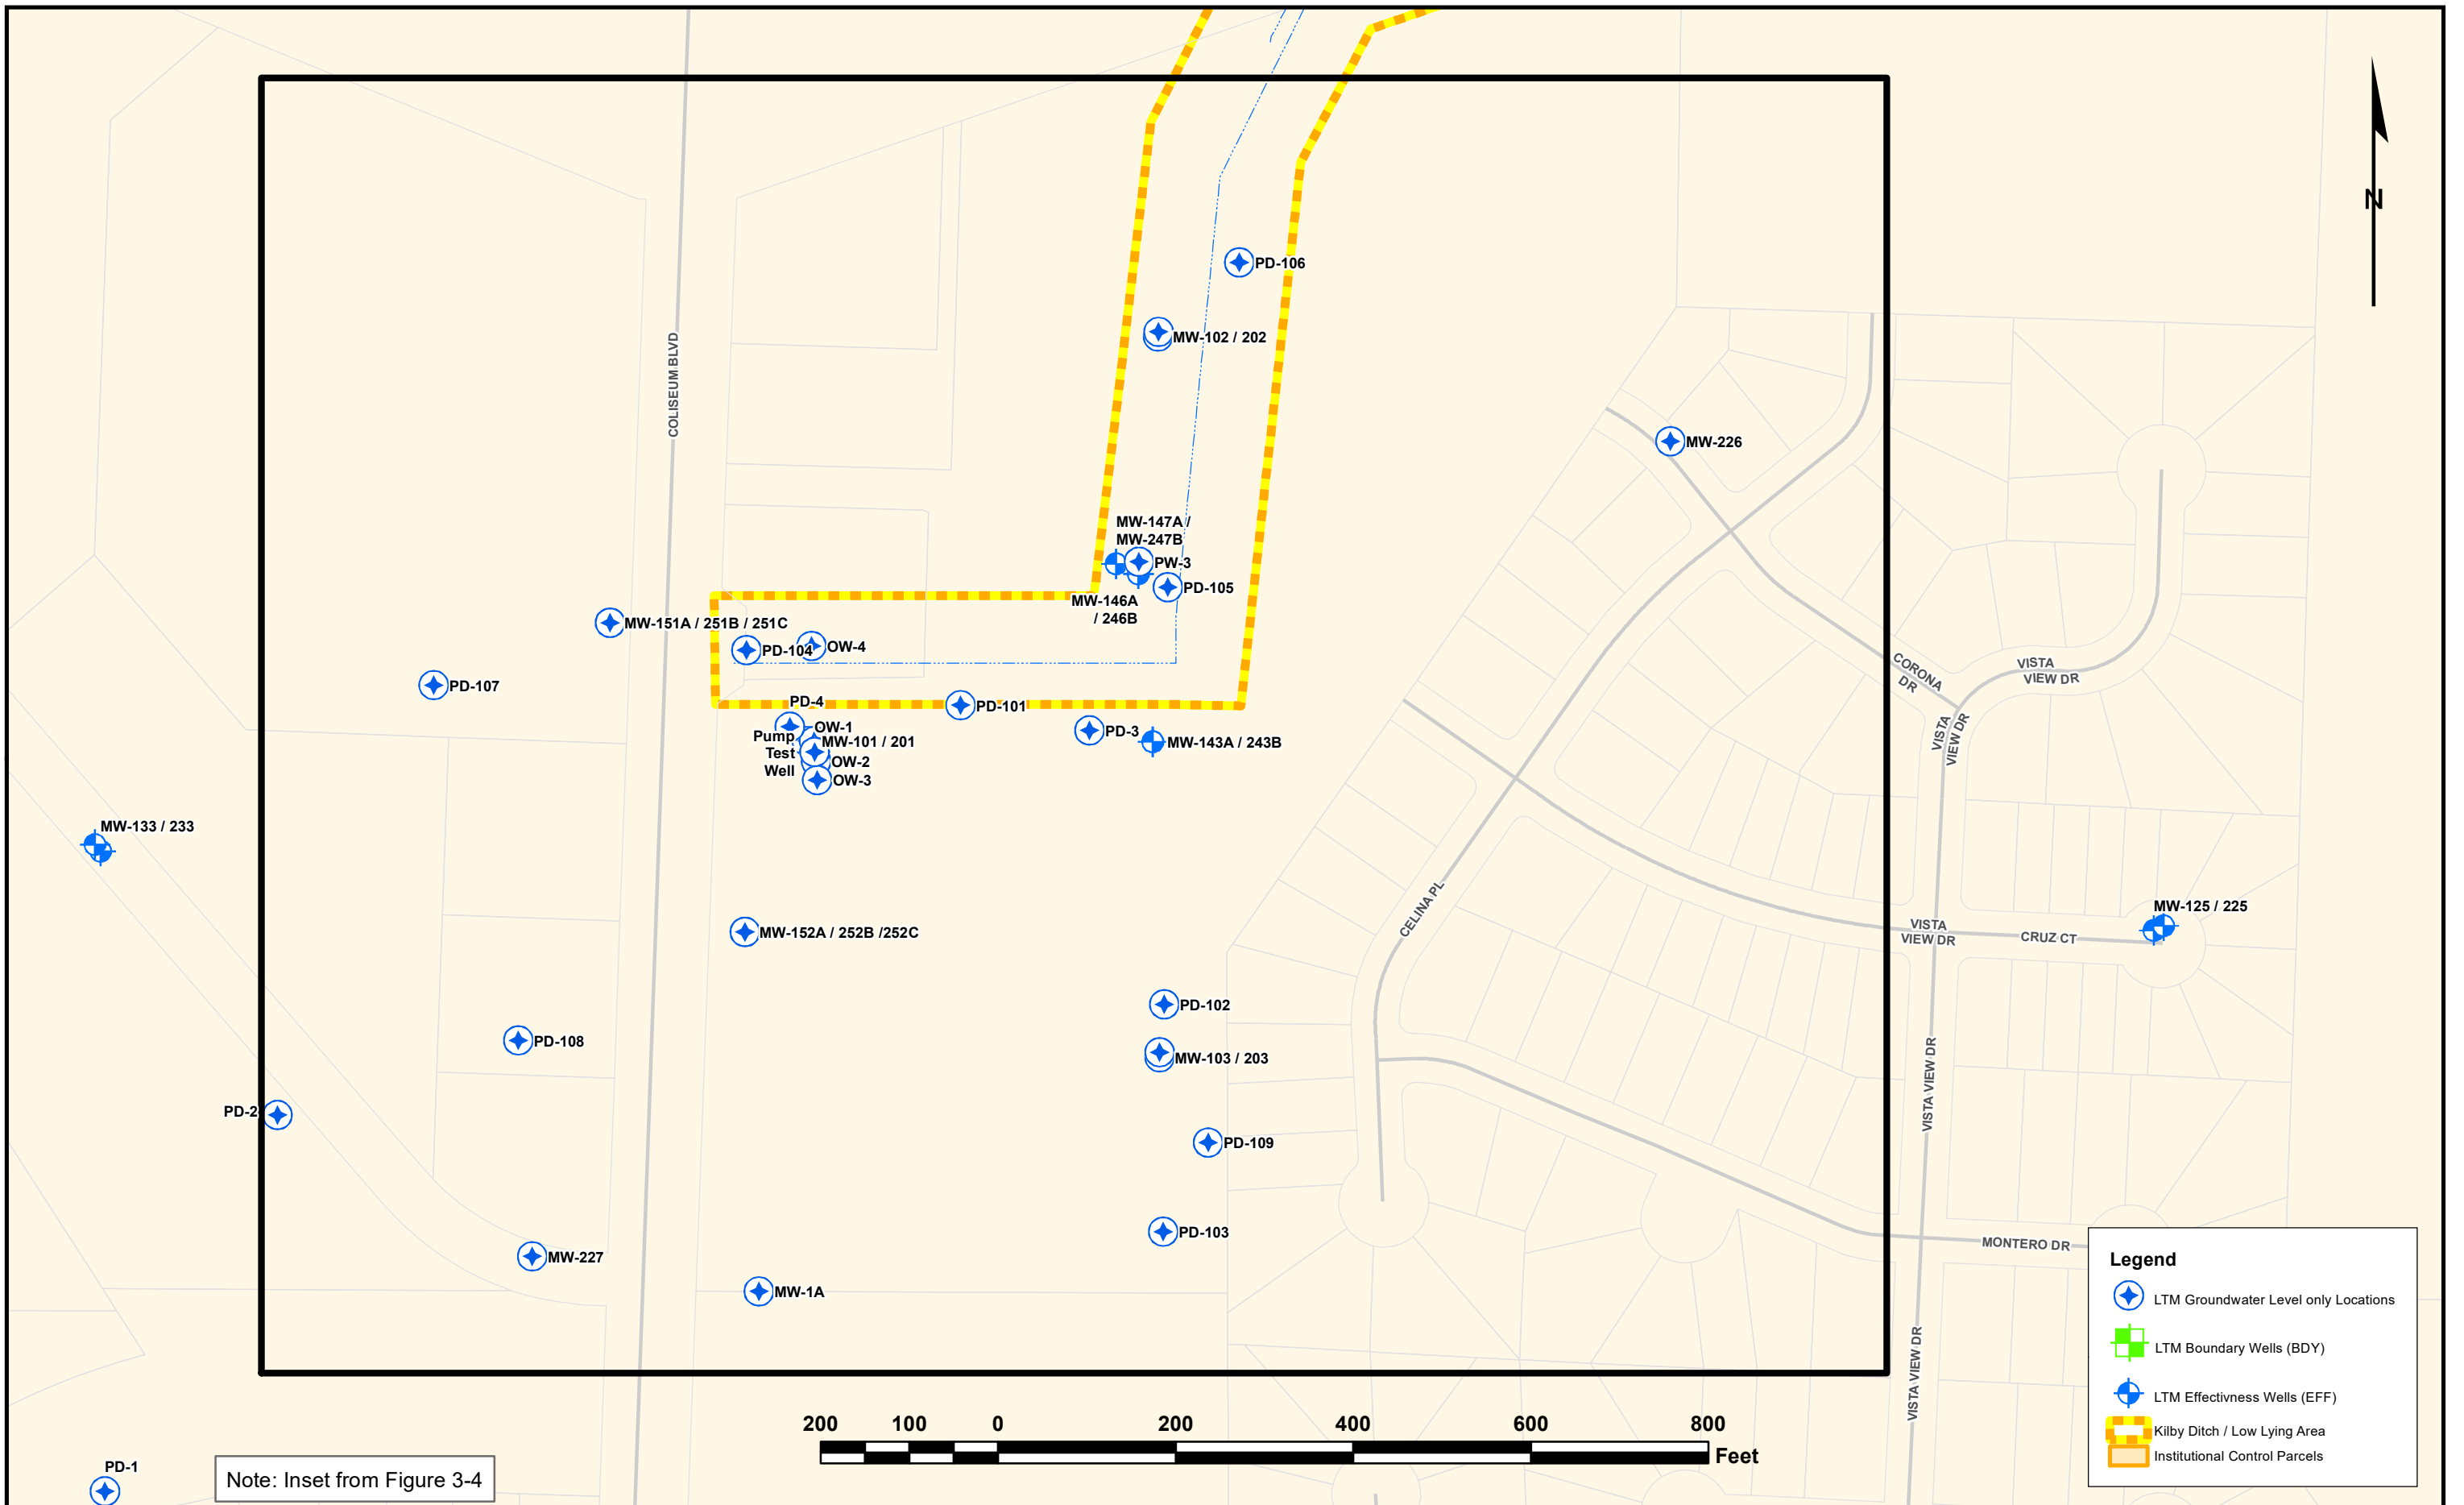 N
PD-106
MW-102 / 202
COLISEUM BLVD
MW-226
MW-147A /
MW-247B
PW-3
PD-105
MW-146A
/ 246B
MW-151A / 251B / 251C
PD-104
OW-4
PD-107
PD-4
PD-101
OW-1
PD-3
Pump
Test
Well
MW-101 / 201
MW-143A / 243B
OW-2
OW-3
CORONA
DR
VISTA
VIEW DR
VISTA
VIEW DR
MW-133 / 233
CELINA PL
MW-125 / 225
VISTA
VIEW DR
CRUZ CT
MW-152A / 252B /252C
PD-102
PD-108
MW-103 / 203
VISTA VIEW DR
PD-2
PD-109
PD-103
MW-227
MONTERO DR
MW-1A
VISTA VIEW DR
Legend
LTM Groundwater Level only Locations
LTM Boundary Wells (BDY)
LTM Effectivness Wells (EFF)
Kilby Ditch / Low Lying Area
Institutional Control Parcels
200 100 0 200 400 600 800
Feet
PD-1
Note: Inset from Figure 3-4